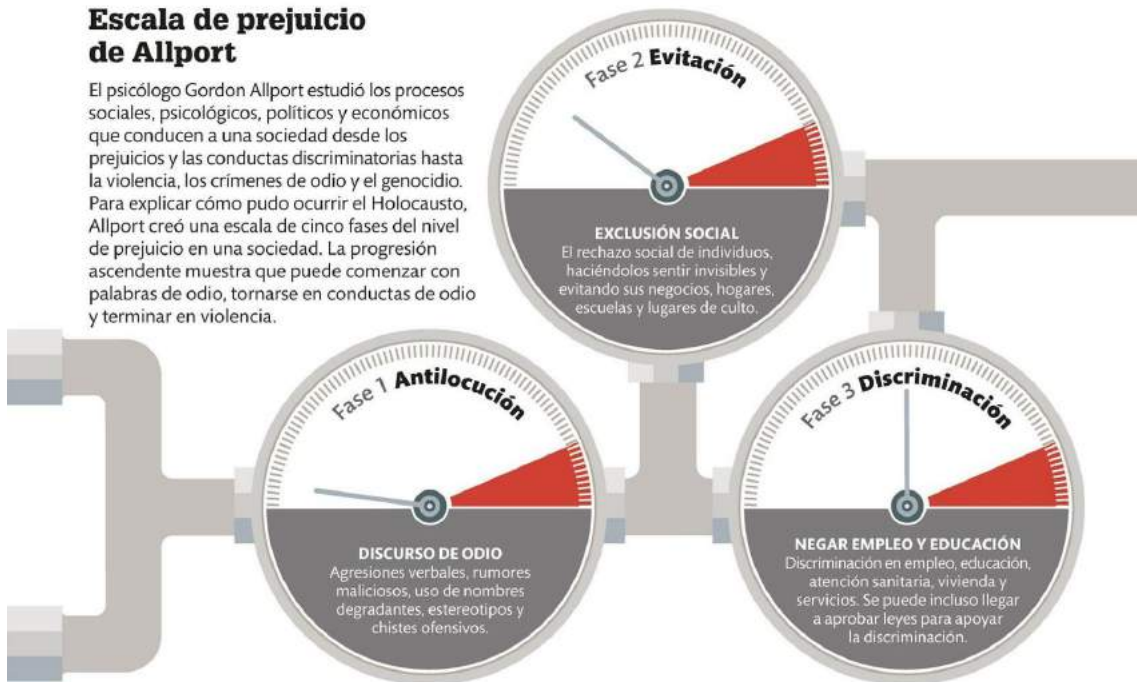 Escala de prejuicio
de Allport
El psicólogo Gordon Allport estudió los procesos
sociales, psicológicos, políticos y económicos
que conducen a una sociedad desde los
prejuicios y las conductas discriminatorias hasta
la violencia, los crímenes de odio y el genocidio.
Para explicar cómo pudo ocurrir el Holocausto,
Allport creó una escala de cinco fases del nivel
de prejuicio en una sociedad. La progresión
ascendente muestra que puede comenzar con
palabras de odio, tornarse en conductas de odio
y terminar en violencia.
Fase 1 Antilocución
DISCURSO DE ODIO
Agresiones verbales, rumores
maliciosos, uso de nombres
degradantes, estereotipos y
chistes ofensivos.
Fase 2 Evitación
EXCLUSIÓN SOCIAL
El rechazo social de individuos,
haciéndolos sentir invisibles y
evitando sus negocios, hogares,
escuelas y lugares de culto.
Fase 3 Discriminación
NEGAR EMPLEO Y EDUCACIÓN
Discriminación en empleo, educación,
atención sanitaria, vivienda y
servicios. Se puede incluso llegar
a aprobar leyes para apoyar
la discriminación.